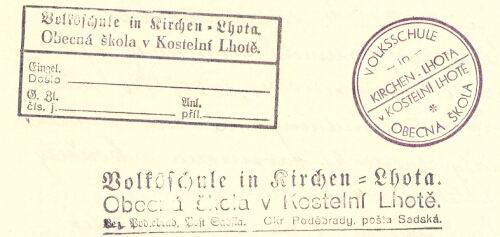 Volksschule in Kirchen-Lhota.
Obecná škola v Kostelní Lhotě.
Eingel.
Došlo
G. Zl.
čís. j.
Anl.
příl.
VOLKSSCHULE
in
KIRCHEN-LHOTA
v KOSTELNÍ LHOTĚ
*
OBECNÁ ŠKOLA
Volksschule in Kirchen-Lhota.
Obecná škola v Kostelní Lhotě.
Bez. Podiebrad, Post Sadska. Okr. Poděbrady, pošta Sadská.